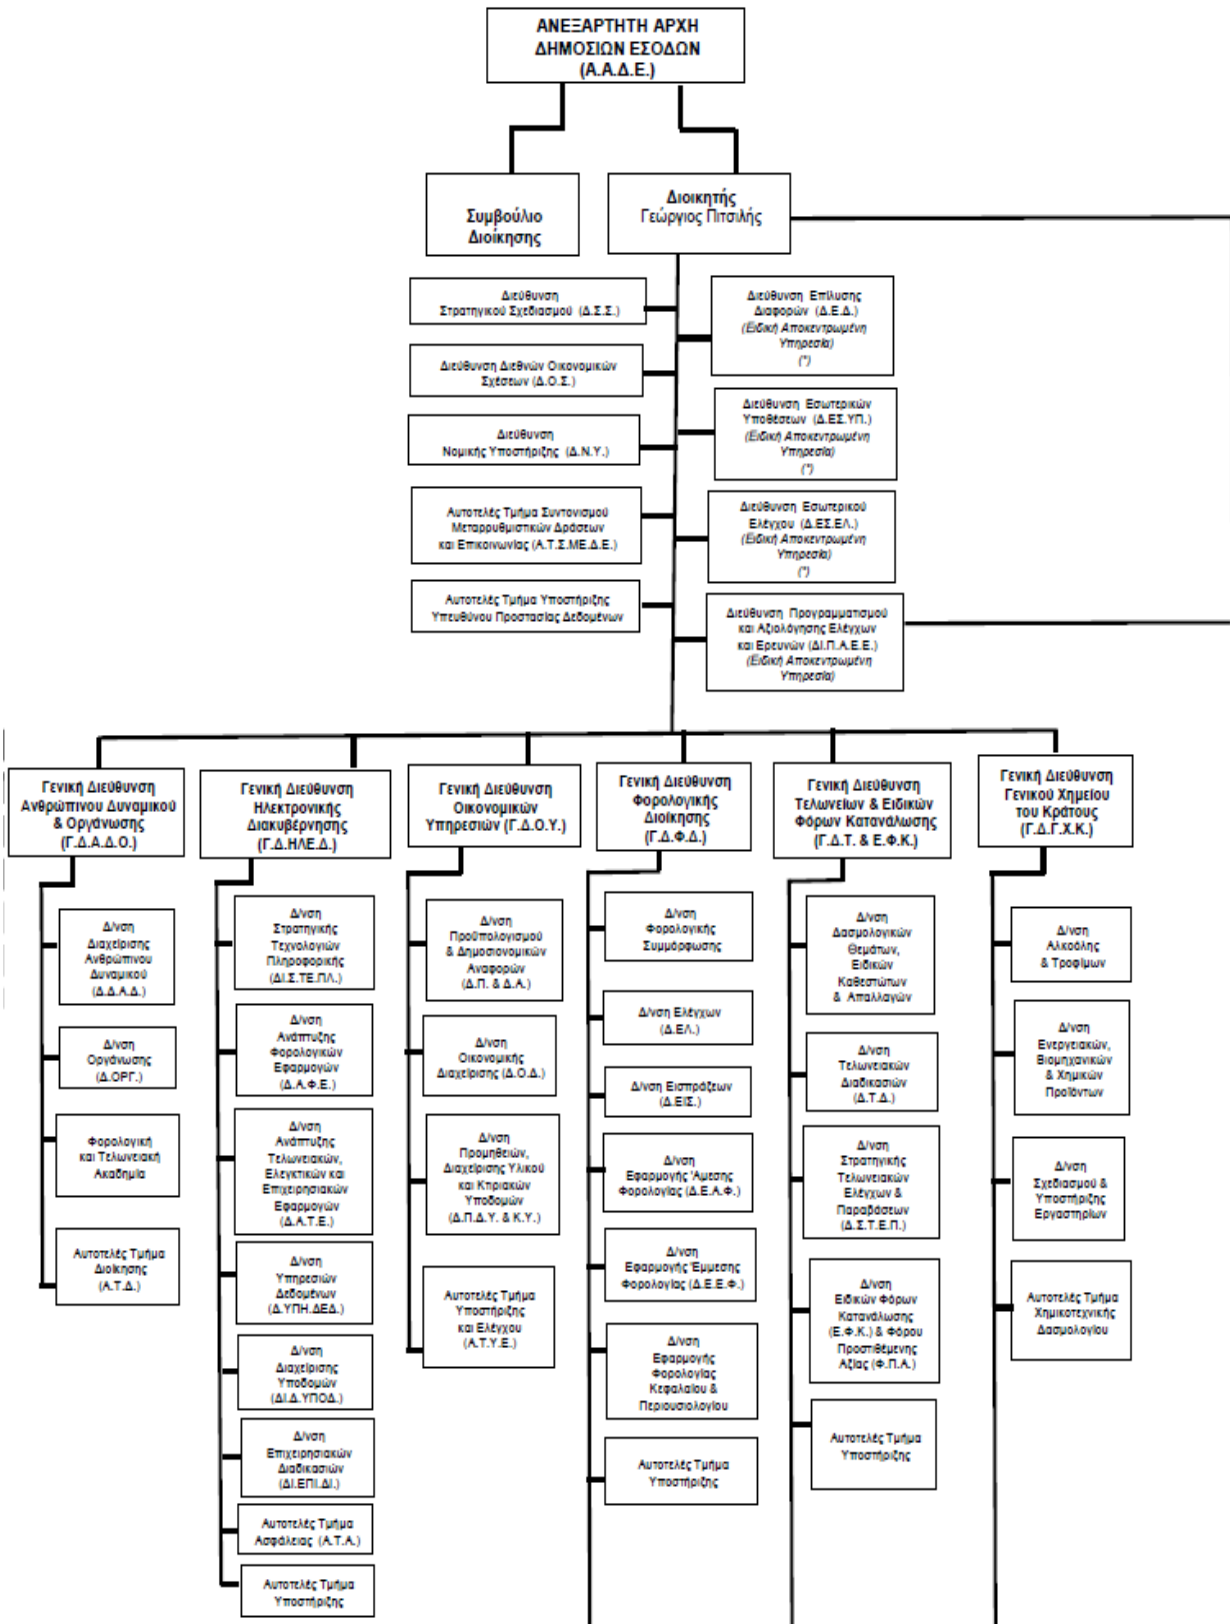 ΑΝΕΞΑΡΤΗΤΗ ΑΡΧΗ
ΔΗΜΟΣΙΩΝ ΕΣΟΔΩΝ
(Α.Α.Δ.Ε.)
Συμβούλιο
Διοίκησης
Διοικητής
Γεώργιος Πιτσιλής
Διεύθυνση
Στρατηγικού Σχεδιασμού (Δ.Σ.Σ.)
Διεύθυνση Διεθνών Οικονομικών
Σχέσεων (Δ.Ο.Σ.)
Διεύθυνση
Νομικής Υποστήριξης (Δ.Ν.Υ.)
Αυτοτελές Τμήμα Συντονισμού
Μεταρρυθμιστικών Δράσεων
και Επικοινωνίας (Α.Τ.Σ.ΜΕ.Δ.Ε.)
Αυτοτελές Τμήμα Υποστήριξης
Υπευθύνου Προστασίας Δεδομένων
Διεύθυνση Επίλυσης
Διαφορών (Δ.Ε.Δ.)
(Ειδική Αποκεντρωμένη
Υπηρεσία)
(*)
Διεύθυνση Εσωτερικών
Υποθέσεων (Δ.ΕΣ.ΥΠ.)
(Ειδική Αποκεντρωμένη
Υπηρεσία)
(*)
Διεύθυνση Εσωτερικού
Ελέγχου (Δ.ΕΣ.ΕΛ.)
(Ειδική Αποκεντρωμένη
Υπηρεσία)
(*)
Διεύθυνση Προγραμματισμού
και Αξιολόγησης Ελέγχων
και Ερευνών (ΔΙ.Π.Α.Ε.Ε.)
(Ειδική Αποκεντρωμένη
Υπηρεσία)
Γενική Διεύθυνση
Ανθρώπινου Δυναμικού
& Οργάνωσης
(Γ.Δ.Α.Δ.Ο.)
Δ/νση
Διαχείρισης
Ανθρώπινου
Δυναμικού
(Δ.Δ.Α.Δ.)
Δ/νση
Οργάνωσης
(Δ.ΟΡΓ.)
Φορολογική
και Τελωνειακή
Ακαδημία
Αυτοτελές Τμήμα
Διοίκησης
(Α.Τ.Δ.)
Γενική Διεύθυνση
Ηλεκτρονικής
Διακυβέρνησης
(Γ.Δ.ΗΛΕ.Δ.)
Δ/νση
Στρατηγικής
Τεχνολογιών
Πληροφορικής
(ΔΙ.Σ.ΤΕ.ΠΛ.)
Δ/νση
Ανάπτυξης
Φορολογικών
Εφαρμογών
(Δ.Α.Φ.Ε.)
Δ/νση
Ανάπτυξης
Τελωνειακών,
Ελεγκτικών και
Επιχειρησιακών
Εφαρμογών
(Δ.Α.Τ.Ε.)
Δ/νση
Υπηρεσιών
Δεδομένων
(Δ.ΥΠΗ.ΔΕΔ.)
Δ/νση
Διαχείρισης
Υποδομών
(ΔΙ.Δ.ΥΠΟΔ.)
Δ/νση
Επιχειρησιακών
Διαδικασιών
(ΔΙ.ΕΠΙ.ΔΙ.)
Αυτοτελές Τμήμα
Ασφάλειας (Α.Τ.Α.)
Αυτοτελές Τμήμα
Υποστήριξης
Γενική Διεύθυνση
Οικονομικών
Υπηρεσιών (Γ.Δ.Ο.Υ.)
Δ/νση
Προϋπολογισμού
& Δημοσιονομικών
Αναφορών
(Δ.Π. & Δ.Α.)
Δ/νση
Οικονομικής
Διαχείρισης (Δ.Ο.Δ.)
Δ/νση
Προμηθειών,
Διαχείρισης Υλικού
και Κτιριακών
Υποδομών
(Δ.Π.Δ.Υ. & Κ.Υ.)
Αυτοτελές Τμήμα
Υποστήριξης
και Ελέγχου
(Α.Τ.Υ.Ε.)
Γενική Διεύθυνση
Φορολογικής
Διοίκησης
(Γ.Δ.Φ.Δ.)
Δ/νση
Φορολογικής
Συμμόρφωσης
Δ/νση Ελέγχων
(Δ.ΕΛ.)
Δ/νση Εισπράξεων
(Δ.ΕΙΣ.)
Δ/νση
Εφαρμογής Άμεσης
Φορολογίας (Δ.Ε.Α.Φ.)
Δ/νση
Εφαρμογής Έμμεσης
Φορολογίας (Δ.Ε.Ε.Φ.)
Δ/νση
Εφαρμογής
Φορολογίας
Κεφαλαίου &
Περιουσιολογίου
Αυτοτελές Τμήμα
Υποστήριξης
Γενική Διεύθυνση
Τελωνείων & Ειδικών
Φόρων Κατανάλωσης
(Γ.Δ.Τ. & Ε.Φ.Κ.)
Δ/νση
Δασμολογικών
Θεμάτων,
Ειδικών
Καθεστώτων
& Απαλλαγών
Δ/νση
Τελωνειακών
Διαδικασιών
(Δ.Τ.Δ.)
Δ/νση
Στρατηγικής
Τελωνειακών
Ελέγχων &
Παραβάσεων
(Δ.Σ.Τ.Ε.Π.)
Δ/νση
Ειδικών Φόρων
Κατανάλωσης
(Ε.Φ.Κ.) & Φόρου
Προστιθέμενης
Αξίας (Φ.Π.Α.)
Αυτοτελές Τμήμα
Υποστήριξης
Γενική Διεύθυνση
Γενικού Χημείου
του Κράτους
(Γ.Δ.Γ.Χ.Κ.)
Δ/νση
Αλκοόλης
& Τροφίμων
Δ/νση
Ενεργειακών,
Βιομηχανικών
& Χημικών
Προϊόντων
Δ/νση
Σχεδιασμού &
Υποστήριξης
Εργαστηρίων
Αυτοτελές Τμήμα
Χημικοτεχνικής
Δασμολογίου